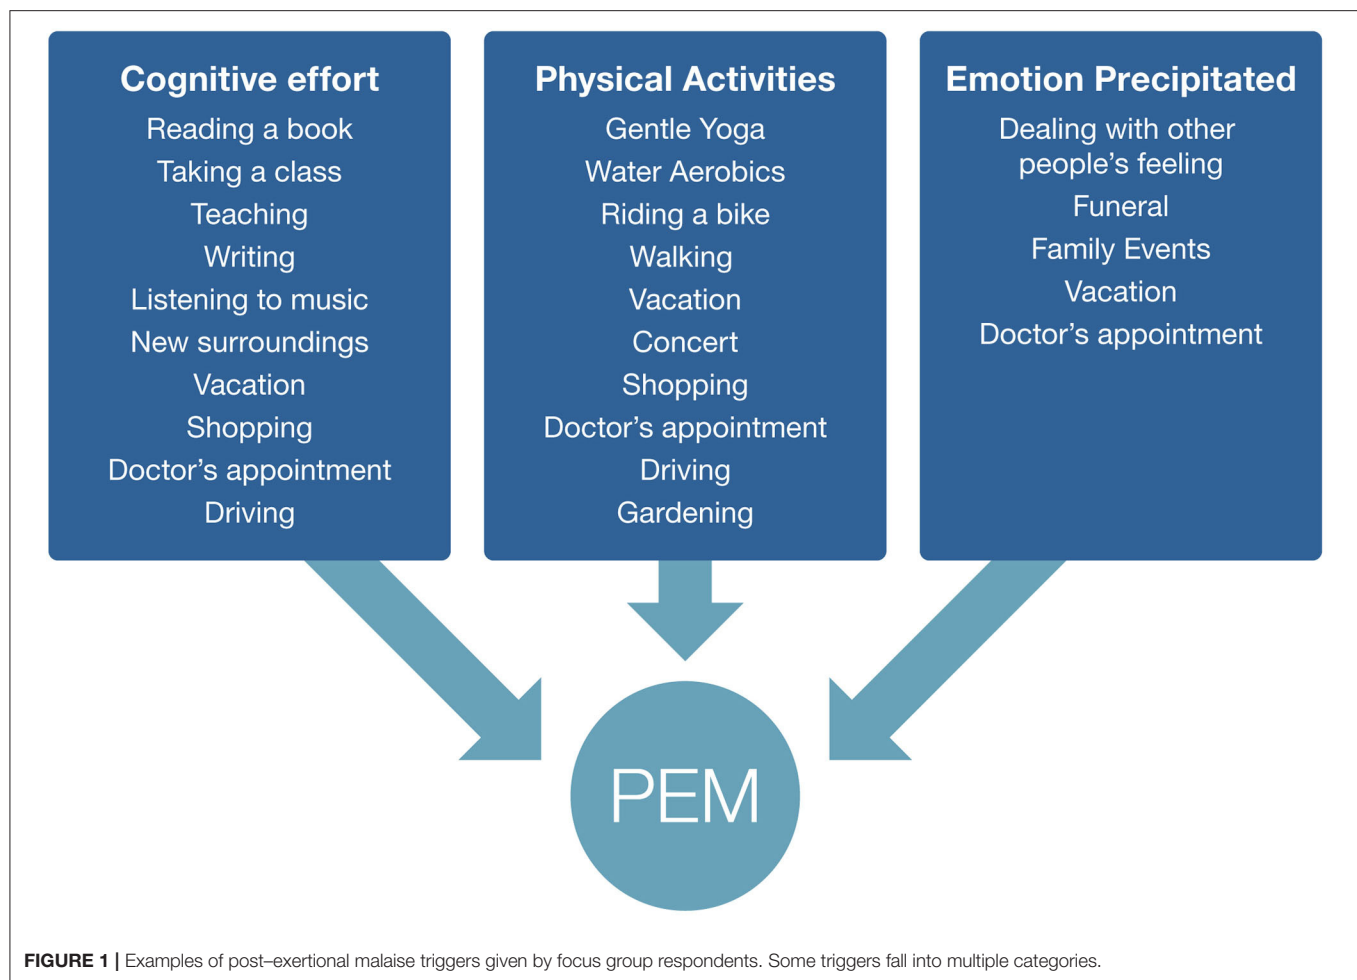 Cognitive effort
Reading a book
Taking a class
Teaching
Writing
Listening to music
New surroundings
Vacation
Shopping
Doctor’s appointment
Driving
Physical Activities
Gentle Yoga
Water Aerobics
Riding a bike
Walking
Vacation
Concert
Shopping
Doctor’s appointment
Driving
Gardening
Emotion Precipitated
Dealing with other
people’s feeling
Funeral
Family Events
Vacation
Doctor’s appointment
PEM
FIGURE 1 | Examples of post–exertional malaise triggers given by focus group respondents. Some triggers fall into multiple categories.